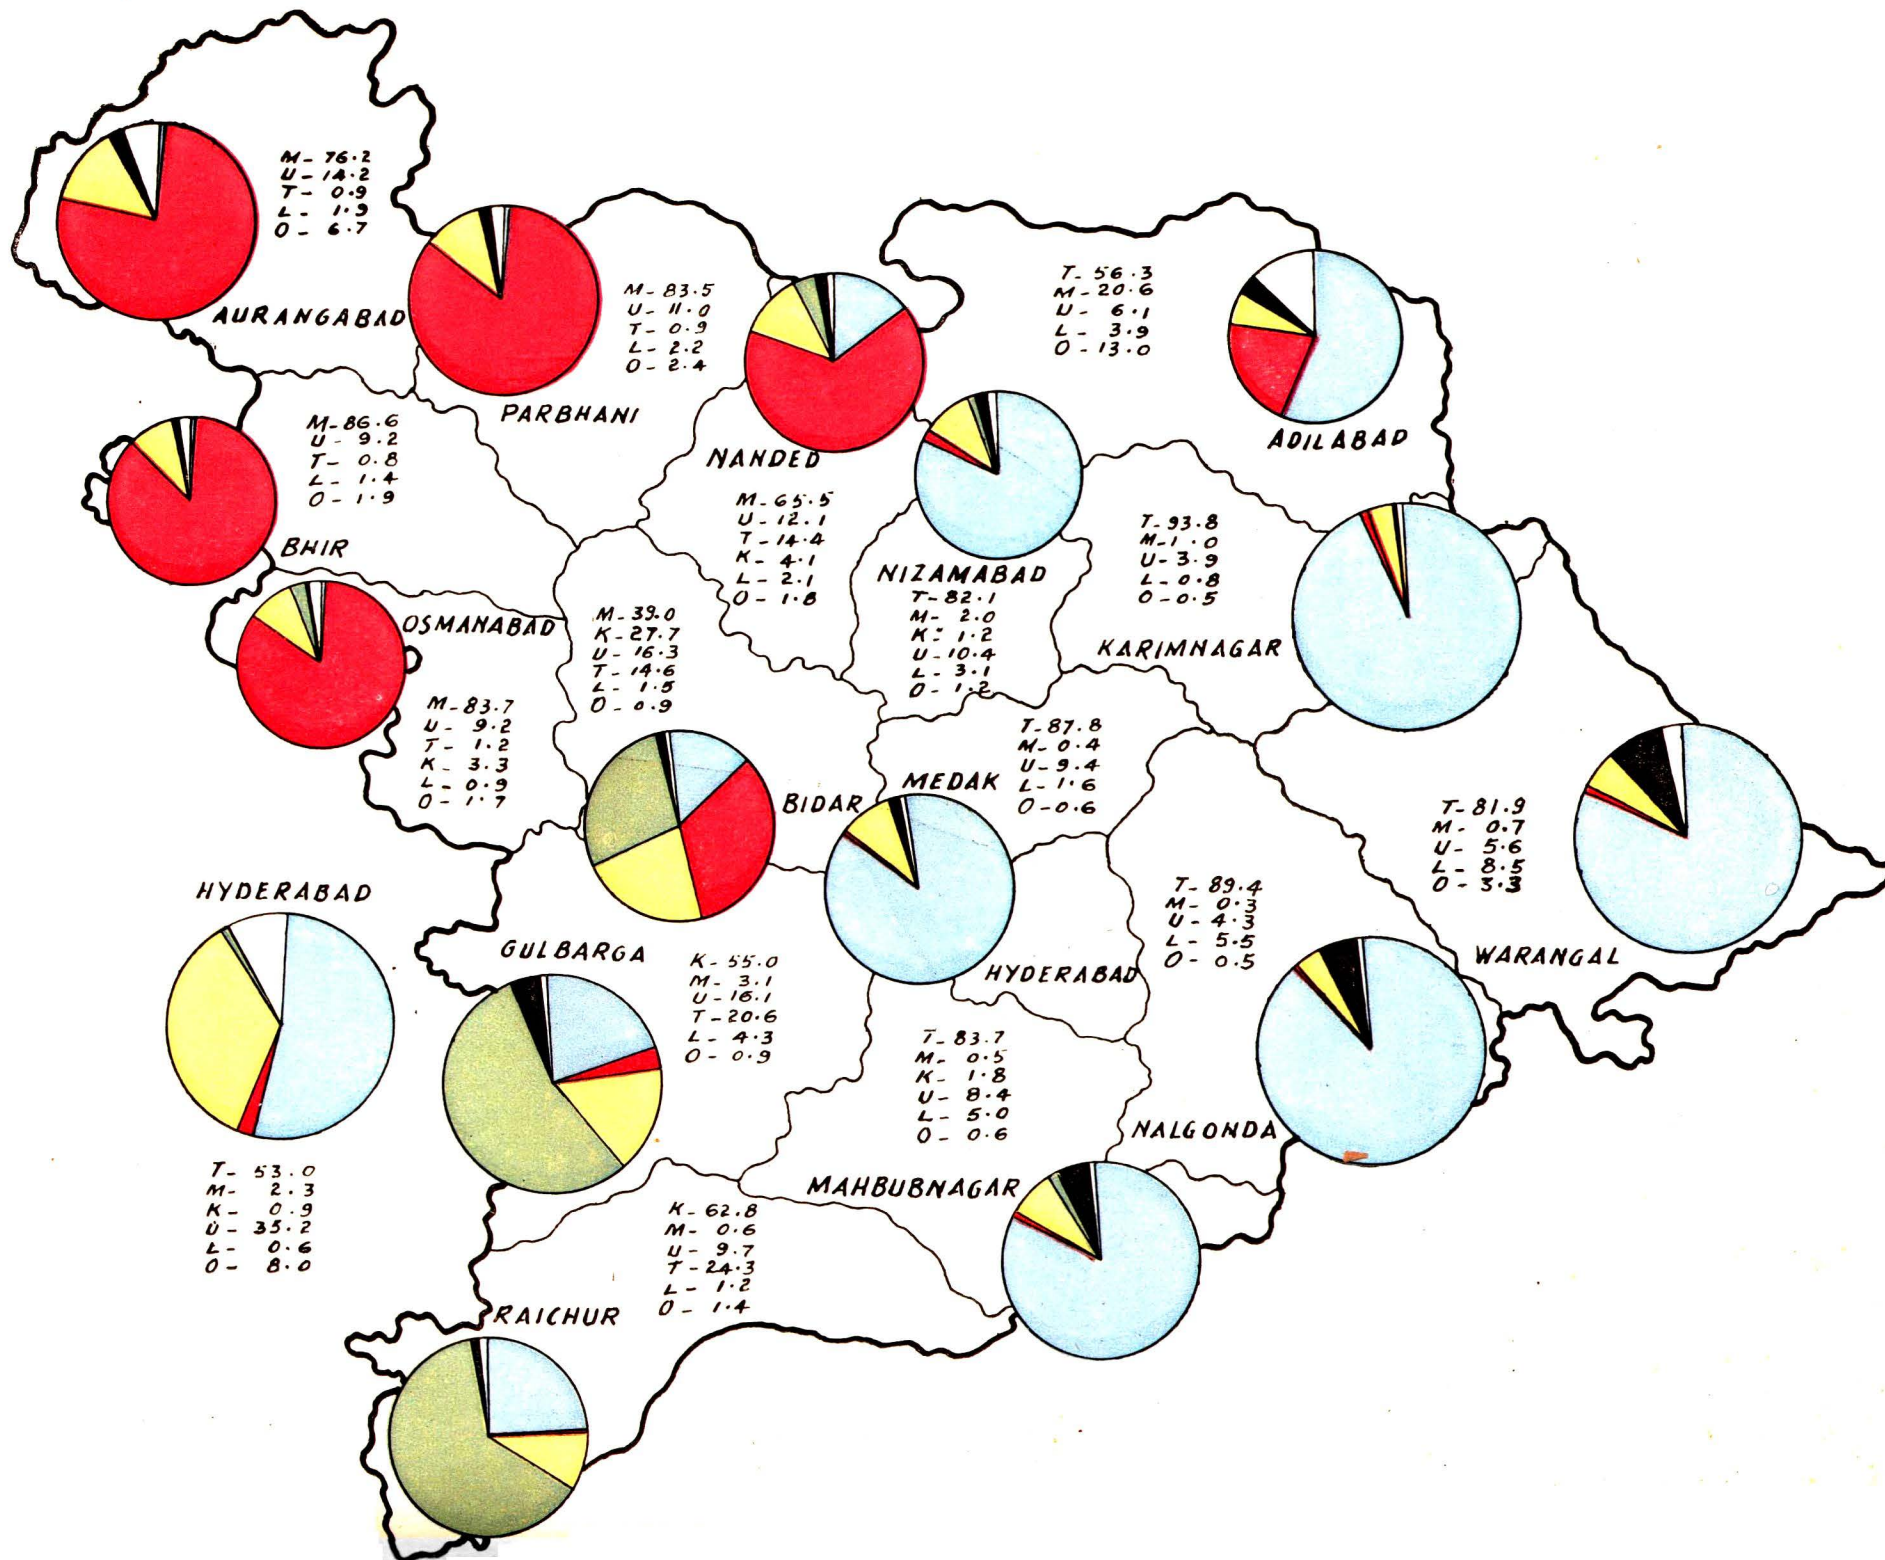 AURANGABAD
M- 76.2
U- 14.2
T- 0.9
L- 1.9
O- 6.7
PARBHANI
M- 83.5
U- 11.0
T- 0.9
L- 2.2
O- 2.4
NANDED
M- 65.5
U- 12.1
T- 14.4
K- 4.1
L- 2.1
O- 1.8
ADILABAD
T- 56.3
M- 20.6
U- 6.1
L- 3.9
O- 13.0
BHIR
M- 86.6
U- 9.2
T- 0.8
L- 1.4
O- 1.9
NIZAMABAD
T- 82.1
M- 2.0
K- 1.2
U- 10.4
L- 3.1
O- 1.2
KARIMNAGAR
T- 93.8
M- 1.0
U- 3.9
L- 0.8
O- 0.5
OSMANABAD
M- 83.7
U- 9.2
T- 1.2
K- 3.3
L- 0.9
O- 1.7
BIDAR
M- 39.0
K- 27.7
U- 16.3
T- 14.6
L- 1.5
O- 0.9
MEDAK
T- 87.8
M- 0.4
U- 9.4
L- 1.6
O- 0.6
WARANGAL
T- 81.9
M- 0.7
U- 5.6
L- 8.5
O- 3.3
HYDERABAD
T- 53.0
M- 2.3
K- 0.9
U- 35.2
L- 0.6
O- 8.0
GULBARGA
K- 55.0
M- 3.1
U- 16.1
T- 20.6
L- 4.3
O- 0.9
HYDERABAD
NALGONDA
T- 89.4
M- 0.3
U- 4.3
L- 5.5
O- 0.5
MAHBUBNAGAR
T- 83.7
M- 0.5
K- 1.8
U- 8.4
L- 5.0
O- 0.6
RAICHUR
K- 62.8
M- 0.6
U- 9.7
T- 24.3
L- 1.2
O- 1.4